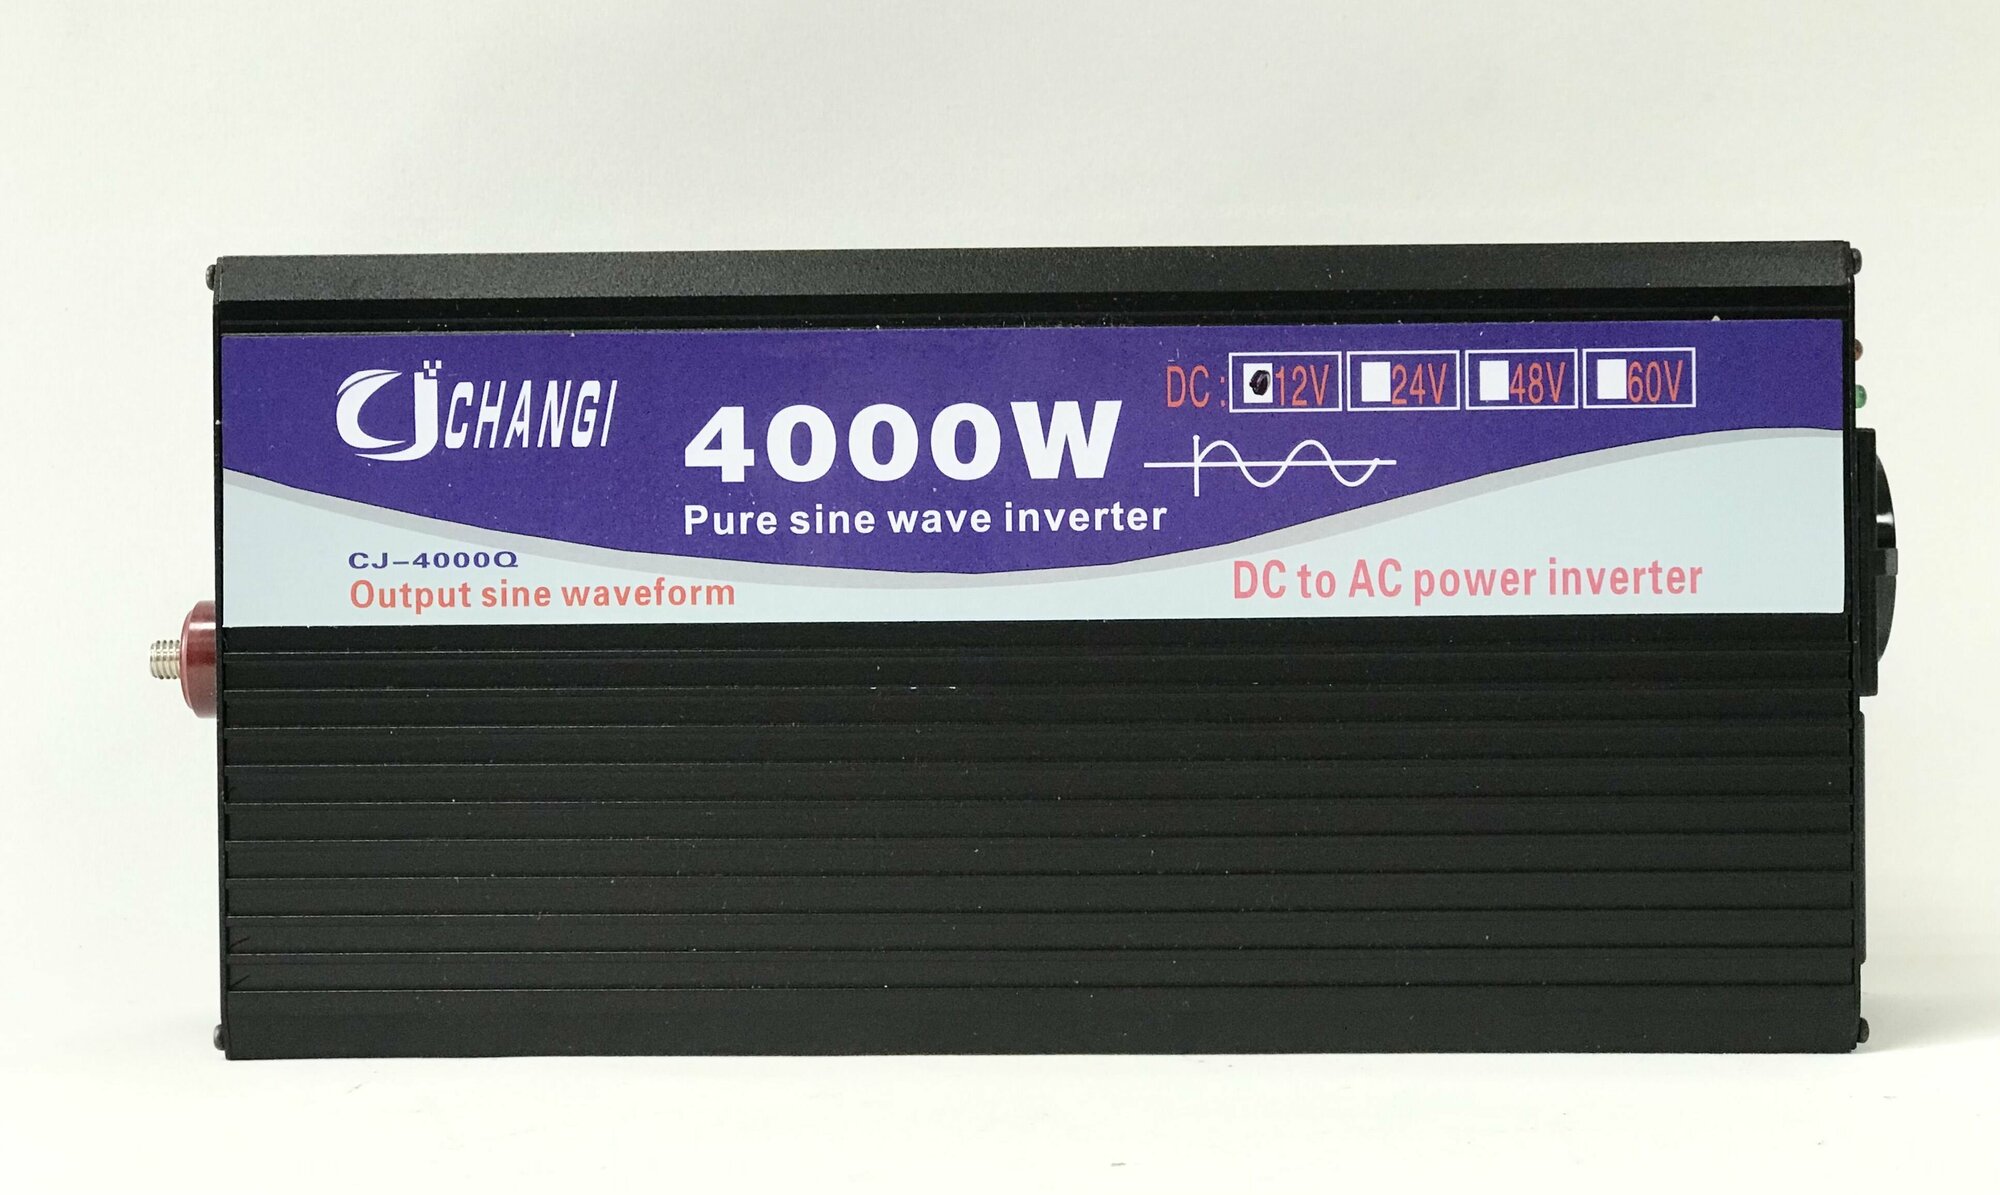 CJ CHANGI
DC: 12V 24V 48V 60V
4000W
Pure sine wave inverter
CJ-4000Q
Output sine waveform
DC to AC power inverter